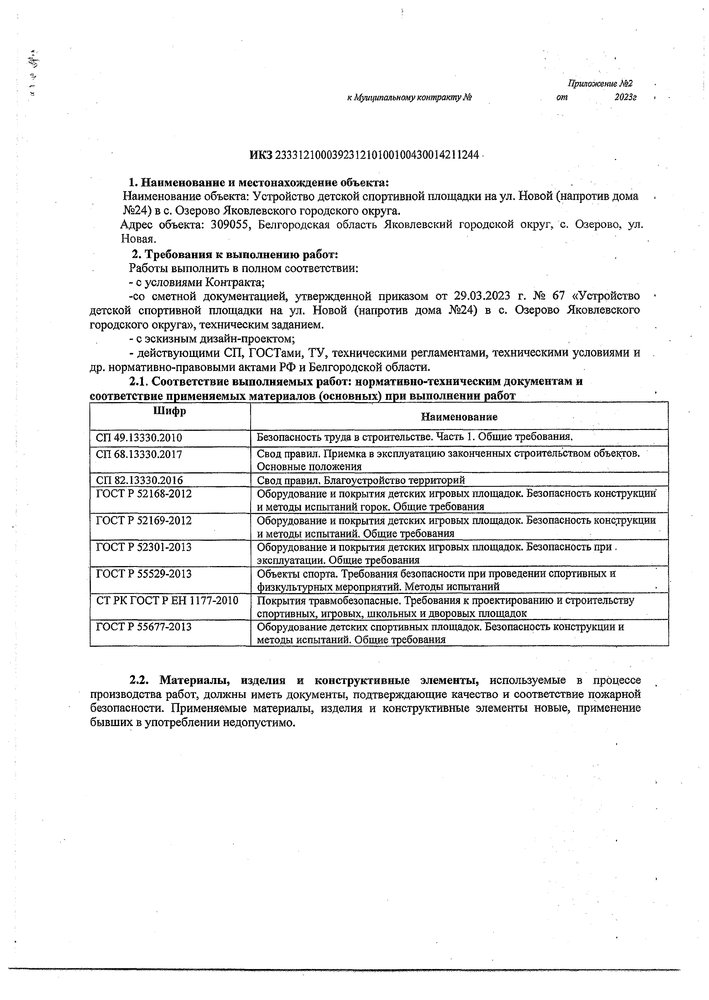 Приложение №2
к Муиципальному контракту № от 2023г
ИКЗ 233312100039231210100100430014211244
1. Наименование и местонахождение объекта:
Наименование объекта: Устройство детской спортивной площадки на ул. Новой (напротив дома
№24) в с. Озерово Яковлевского городского округа.
Адрес объекта: 309055, Белгородская область Яковлевский городской округ, с. Озерово, ул.
Новая.
2. Требования к выполнению работ:
Работы выполнить в полном соответствии:
- с условиями Контракта;
-со сметной документацией, утвержденной приказом от 29.03.2023 г. № 67 «Устройство
детской спортивной площадки на ул. Новой (напротив дома №24) в с. Озерово Яковлевского
городского округа», техническим заданием.
- с эскизным дизайн-проектом;
- действующими СП, ГОСТами, ТУ, техническими регламентами, техническими условиями и
др. нормативно-правовыми актами РФ и Белгородской области.
2.1. Соответствие выполняемых работ: нормативно-техническим документам и
соответствие применяемых материалов (основных) при выполнении работ
Шифр
Наименование
СП 49.13330.2010
Безопасность труда в строительстве. Часть 1. Общие требования.
СП 68.13330.2017
Свод правил. Приемка в эксплуатацию законченных строительством объектов.
Основные положения
СП 82.13330.2016
Свод правил. Благоустройство территорий
ГОСТ Р 52168-2012
Оборудование и покрытия детских игровых площадок. Безопасность конструкции
и методы испытаний горок. Общие требования
ГОСТ Р 52169-2012
Оборудование и покрытия детских игровых площадок. Безопасность конструкции
и методы испытаний. Общие требования
ГОСТ Р 52301-2013
Оборудование и покрытия детских игровых площадок. Безопасность при
эксплуатации. Общие требования
ГОСТ Р 55529-2013
Объекты спорта. Требования безопасности при проведении спортивных и
физкультурных мероприятий. Методы испытаний
СТ РК ГОСТ Р ЕН 1177-2010
Покрытия травмобезопасные. Требования к проектированию и строительству
спортивных, игровых, школьных и дворовых площадок
ГОСТ Р 55677-2013
Оборудование детских спортивных площадок. Безопасность конструкции и
методы испытаний. Общие требования
2.2. Материалы, изделия и конструктивные элементы, используемые в процессе
производства работ, должны иметь документы, подтверждающие качество и соответствие пожарной
безопасности. Применяемые материалы, изделия и конструктивные элементы новые, применение
бывших в употреблении недопустимо.